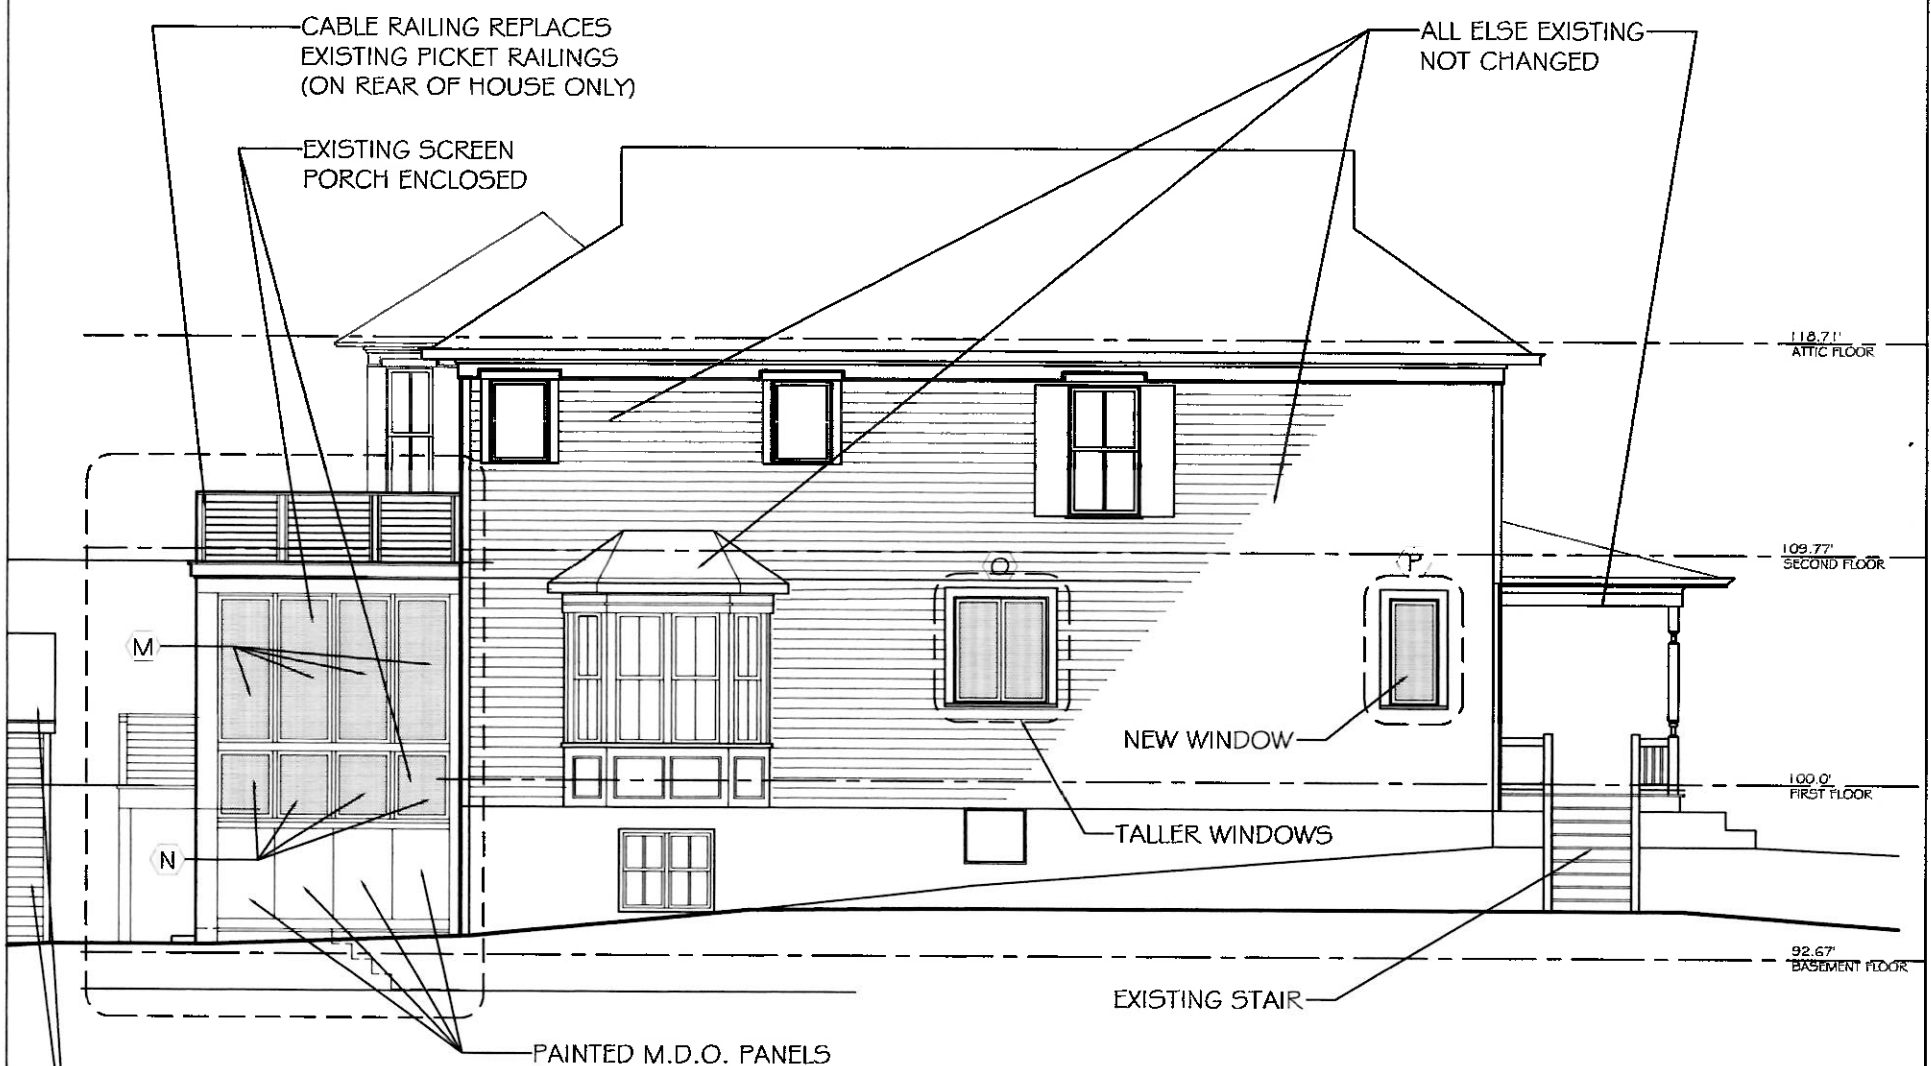 CABLE RAILING REPLACES
EXISTING PICKET RAILINGS
(ON REAR OF HOUSE ONLY)
ALL ELSE EXISTING
NOT CHANGED
EXISTING SCREEN
PORCH ENCLOSED
118.71'
ATTIC FLOOR
109.77'
SECOND FLOOR
O
P
M
NEW WINDOW
100.0'
FIRST FLOOR
TALLER WINDOWS
N
92.67'
BASEMENT FLOOR
EXISTING STAIR
PAINTED M.D.O. PANELS